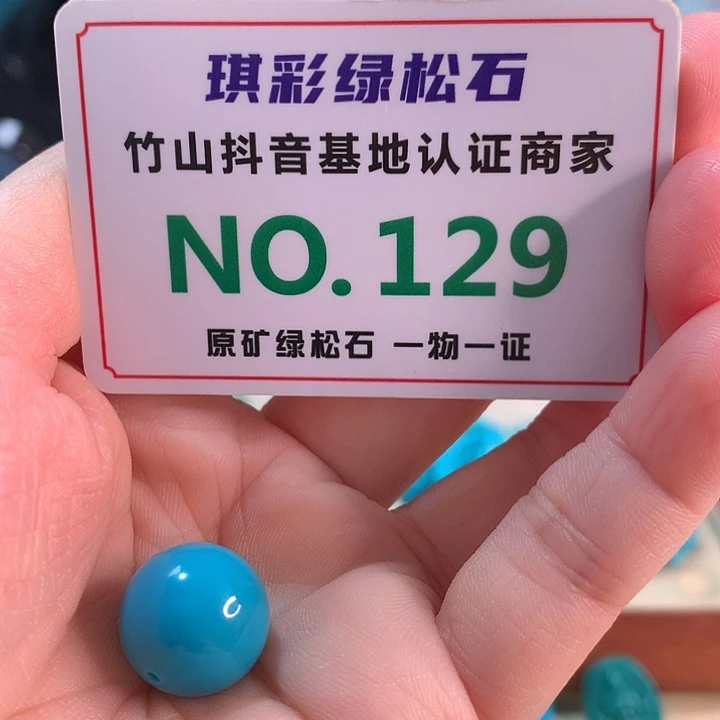 琪彩绿松石
竹山抖音基地认证商家
NO.129
原矿绿松石 一物一证